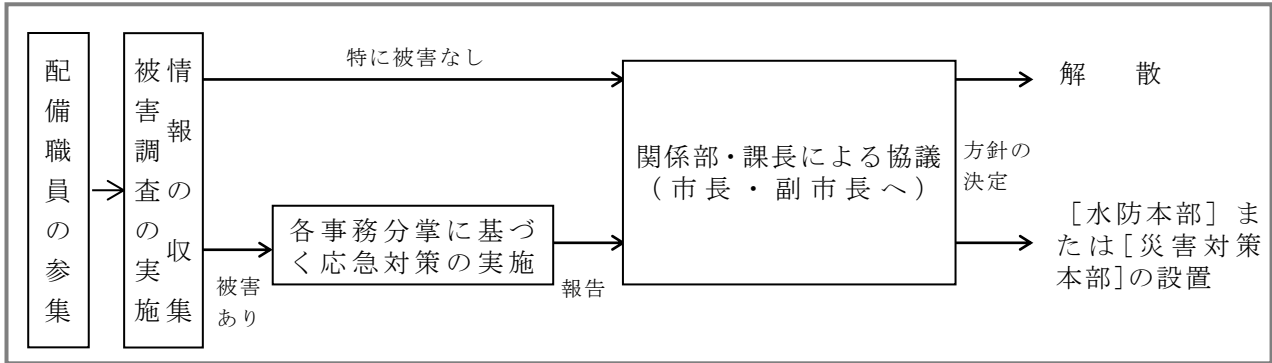 配備職員の参集
情報の収集
被害調査の実施
特に被害なし
被害
あり
各事務分掌に基づ
く応急対策の実施
報告
関係部・課長による協議
（市長・副市長へ）
方針の
決定
解　散
［水防本部］ま
たは［災害対策
本部］の設置